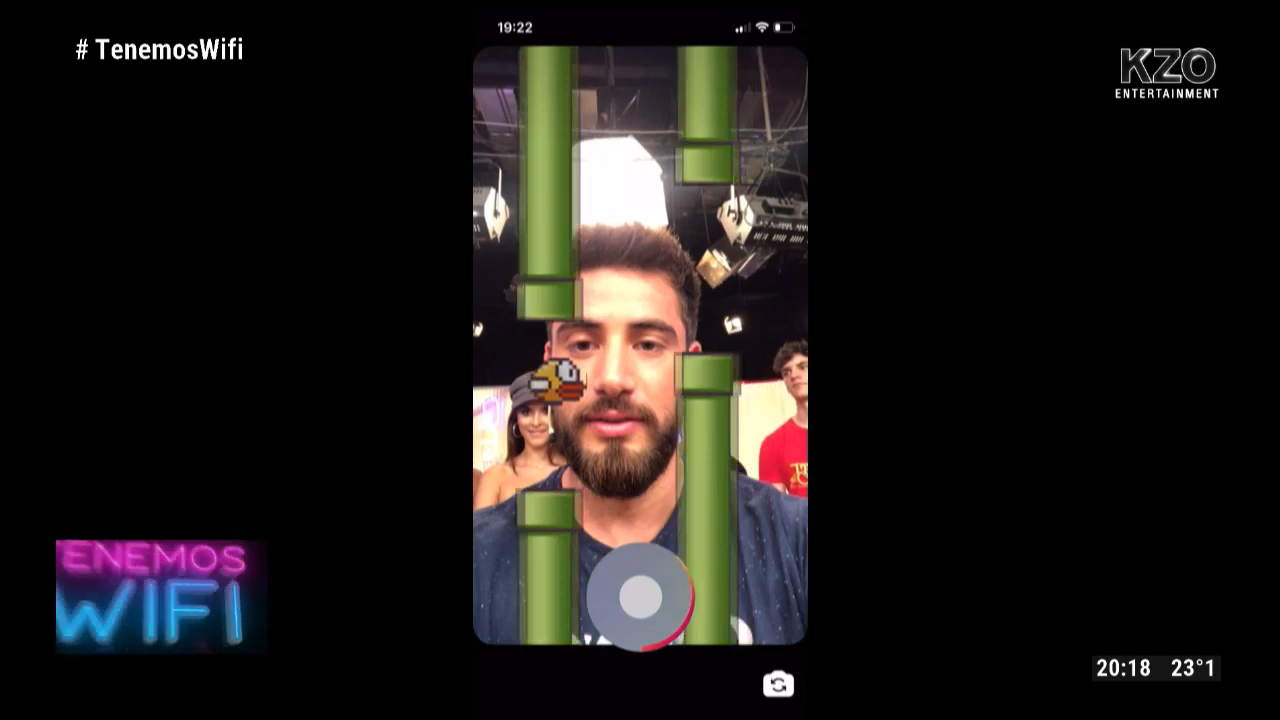 19:22
# TenemosWifi
KZO
ENTERTAINMENT
ENEMOS
WIFI
20:18 23°1